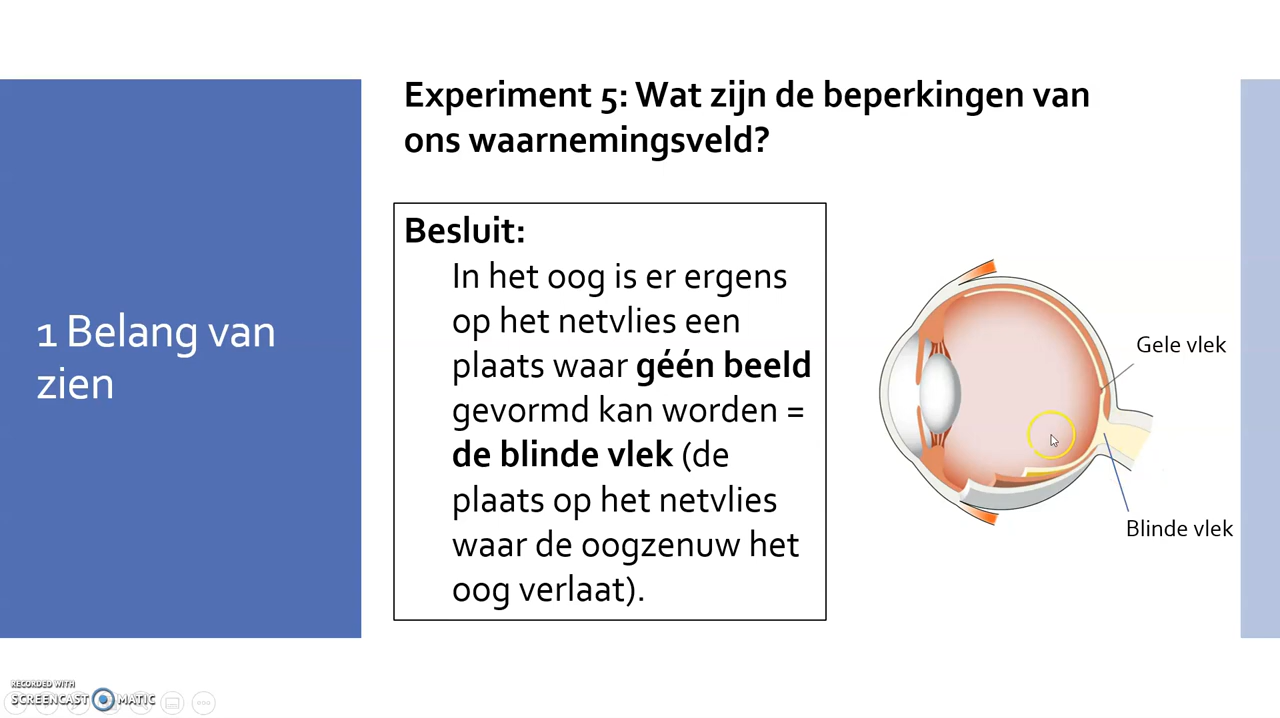 Experiment 5: Wat zijn de beperkingen van
ons waarnemingsveld?
1 Belang van
zien
Besluit:
In het oog is er ergens
op het netvlies een
plaats waar géén beeld
gevormd kan worden =
de blinde vlek (de
plaats op het netvlies
waar de oogzenuw het
oog verlaat).
Gele vlek
Blinde vlek
RECORDED WITH
SCREENCAST MATIC